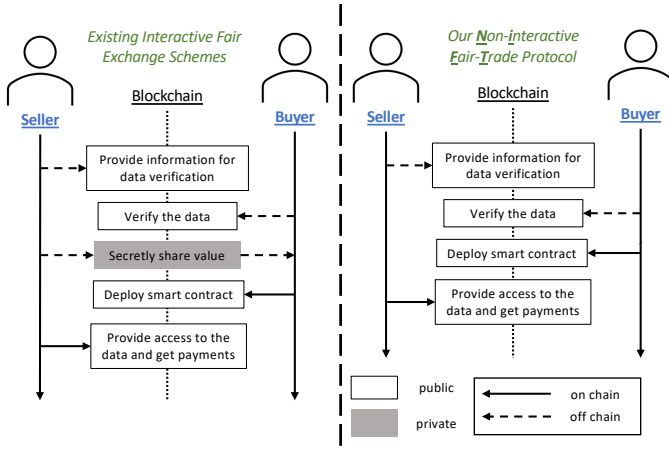 Existing Interactive Fair
Exchange Schemes
Blockchain
Seller
Buyer
Provide information for
data verification
Verify the data
Secretly share value
Deploy smart contract
Provide access to the
data and get payments
Our Non-interactive
Fair-Trade Protocol
Blockchain
Seller
Buyer
Provide information for
data verification
Verify the data
Deploy smart contract
Provide access to the
data and get payments
public
private
on chain
off chain